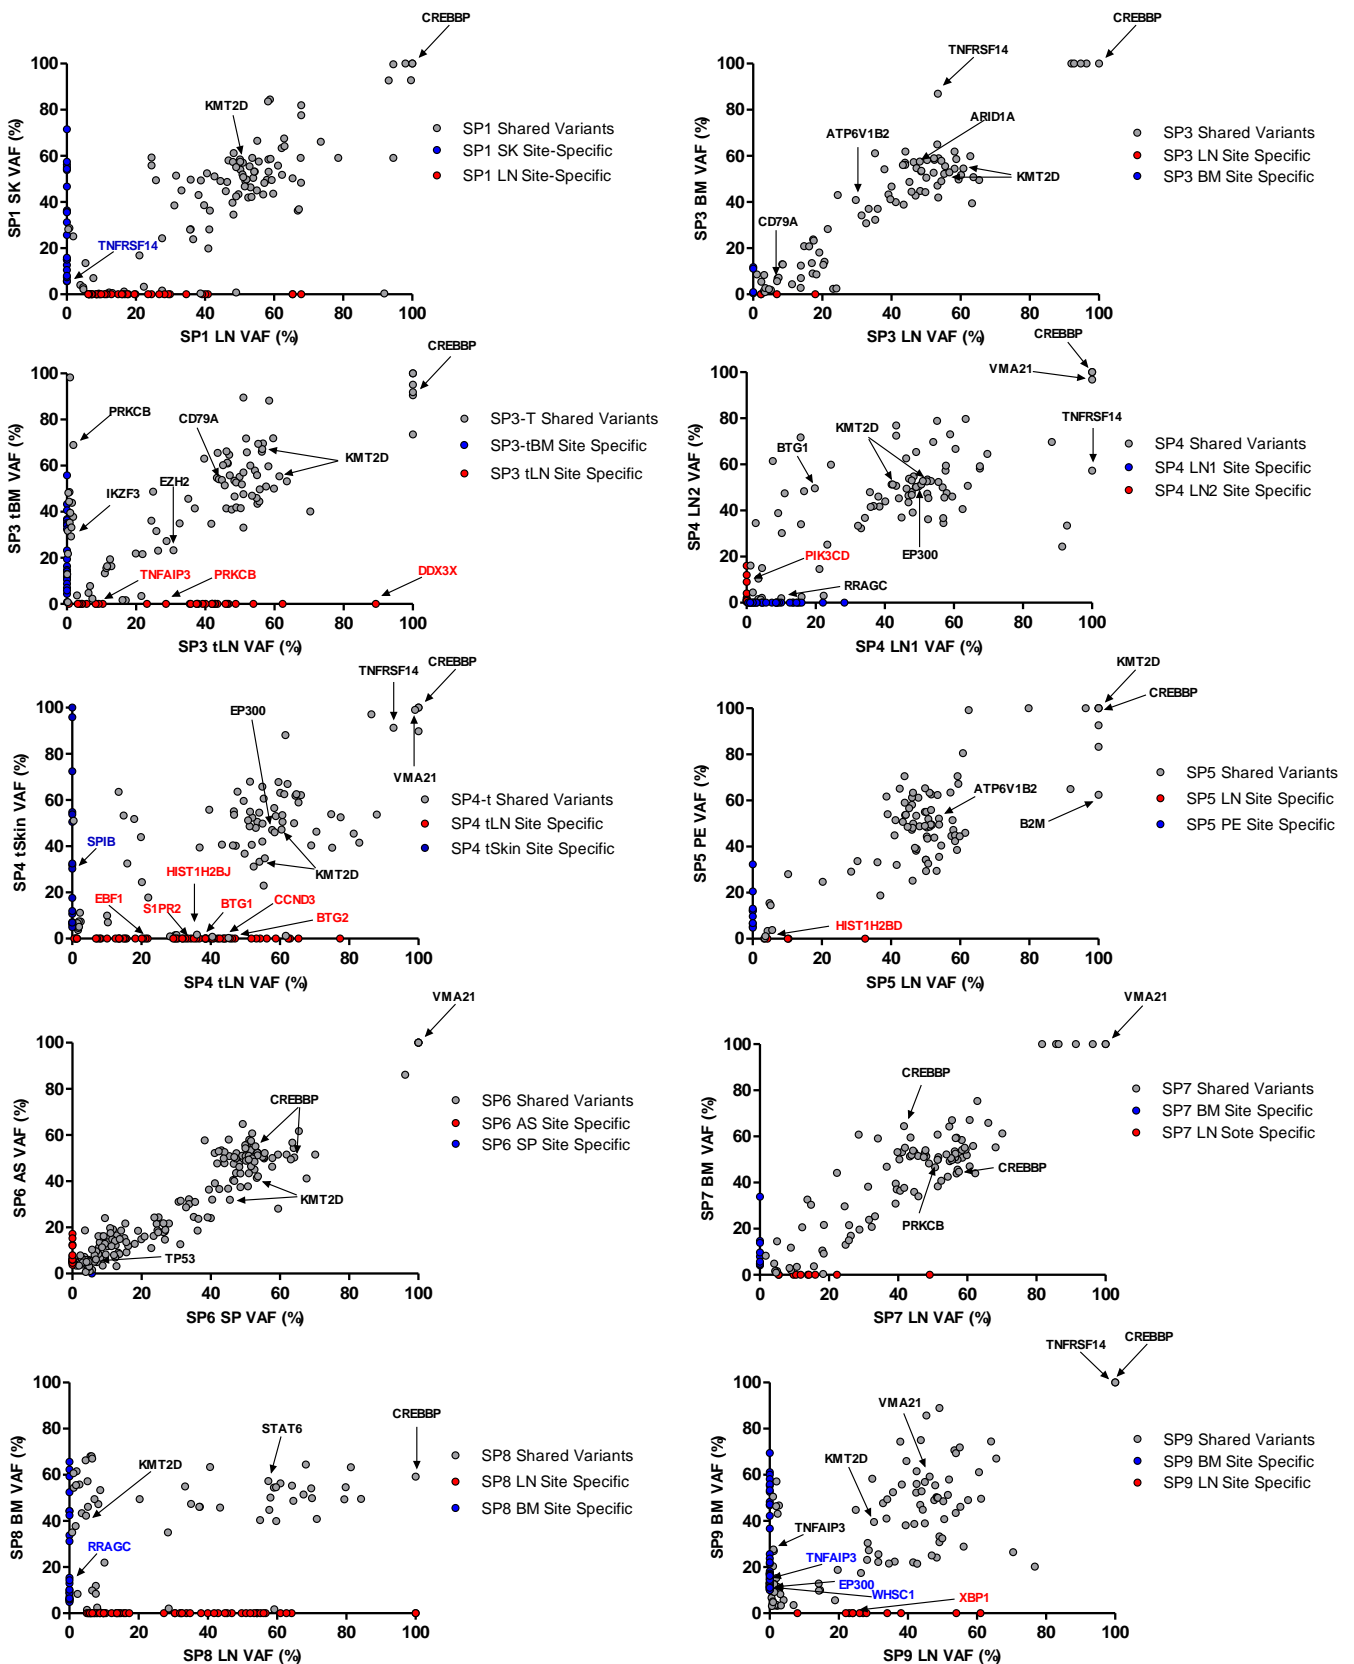 CREBBP
100
80
60
40
20
0
SP1 SK VAF (%)
KMT2D
TNFRSF14
SP1 Shared Variants
SP1 SK Site-Specific
SP1 LN Site-Specific
0 20 40 60 80 100
SP1 LN VAF (%)
TNFRSF14
CREBBP
100
80
60
40
20
0
SP3 BM VAF (%)
ATP6V1B2
ARID1A
KMT2D
CD79A
SP3 Shared Variants
SP3 LN Site-Specific
SP3 BM Site-Specific
0 20 40 60 80 100
SP3 LN VAF (%)
CREBBP
100
80
60
40
20
0
SP3 tBM VAF (%)
PRKCB
CD79A
KMT2D
EZH2
IKZF3
TNFAIP3
PRKCB
DDX3X
SP3-T Shared Variants
SP3-tBM Site Specific
SP3 tLN Site Specific
0 20 40 60 80 100
SP3 tLN VAF (%)
CREBBP
VMA21
100
80
60
40
20
0
SP4 LN2 VAF (%)
TNFRSF14
KMT2D
BTG1
EP300
PIK3CD
RRAGC
SP4 Shared Variants
SP4 LN1 Site Specific
SP4 LN2 Site Specific
0 20 40 60 80 100
SP4 LN1 VAF (%)
CREBBP
TNFRSF14
100
80
60
40
20
0
SP4 tSkin VAF (%)
EP300
VMA21
SPIB
KMT2D
HIST1H2BJ
EBF1
S1PR2
BTG1
CCND3
BTG2
SP4-t Shared Variants
SP4 tLN Site Specific
SP4 tSkin Site Specific
0 20 40 60 80 100
SP4 tLN VAF (%)
KMT2D
CREBBP
100
80
60
40
20
0
SP5 PE VAF (%)
ATP6V1B2
B2M
HIST1H2BD
SP5 Shared Variants
SP5 LN Site Specific
SP5 PE Site Specific
0 20 40 60 80 100
SP5 LN VAF (%)
VMA21
100
80
60
40
20
0
SP6 AS VAF (%)
CREBBP
KMT2D
TP53
SP6 Shared Variants
SP6 AS Site Specific
SP6 SP Site Specific
0 20 40 60 80 100
SP6 SP VAF (%)
VMA21
100
80
60
40
20
0
SP7 BM VAF (%)
CREBBP
CREBBP
PRKCB
SP7 Shared Variants
SP7 BM Site Specific
SP7 LN Sote Specific
0 20 40 60 80 100
SP7 LN VAF (%)
CREBBP
100
80
60
40
20
0
SP8 BM VAF (%)
STAT6
KMT2D
RRAGC
SP8 Shared Variants
SP8 LN Site Specific
SP8 BM Site Specific
0 20 40 60 80 100
SP8 LN VAF (%)
TNFRSF14
CREBBP
100
80
60
40
20
0
SP9 BM VAF (%)
VMA21
KMT2D
TNFAIP3
TNFAIP3
EP300
WHSC1
XBP1
SP9 Shared Variants
SP9 BM Site Specific
SP9 LN Site Specific
0 20 40 60 80 100
SP9 LN VAF (%)